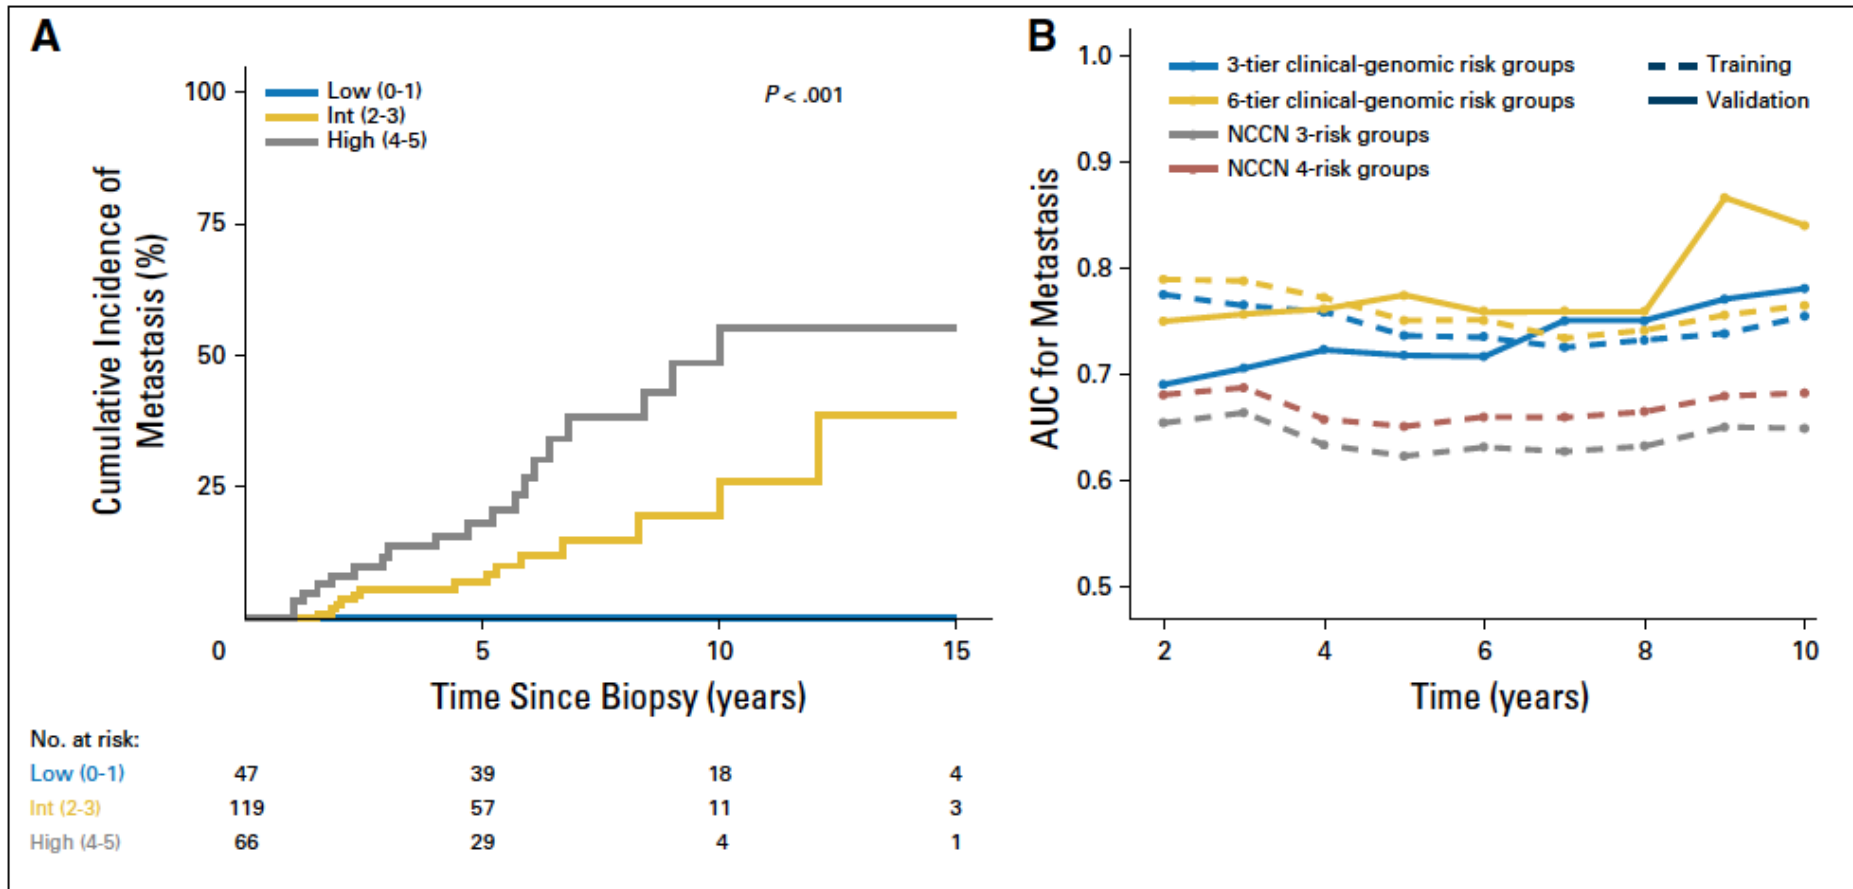 A
100
75
50
25
0
5
10
15
Cumulative Incidence of
Metastasis (%)
Low (0-1)
Int (2-3)
High (4-5)
P < .001
Time Since Biopsy (years)
No. at risk:
Low (0-1) 47 39 18 4
Int (2-3) 119 57 11 3
High (4-5) 66 29 4 1
B
1.0
0.9
0.8
0.7
0.6
0.5
AUC for Metastasis
3-tier clinical-genomic risk groups
6-tier clinical-genomic risk groups
NCCN 3-risk groups
NCCN 4-risk groups
Training
Validation
2
4
6
8
10
Time (years)